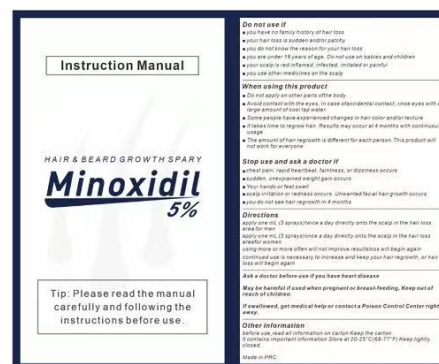 Instruction Manual
HAIR & BEARD GROWTH SPARY
Minoxidil
5%
Tip: Please read the manual
carefully and following the
instructions before use.
Do not use if
■ you have no family history of hair loss
■ your hair loss is sudden and/or patchy
■ you do not know the reason for your hair loss
■ you are under 18 years of age. Do not use on babies and children
■ your scalp is red inflamed, infected, irritated or painful
■ you use other medicines on the scalp
When using this product
■ Do not apply on other parts of the body
■ Avoid contact with the eyes. In case of accidental contact, rinse eyes with
large amount of cool tap water.
■ Some people have experienced changes in hair color and/or texture
■ It takes time to regrow hair. Results may occur at 4 months with continuous
usage
■ The amount of hair regrowth is different for each person. This product will
not work for everyone
Stop use and ask a doctor if
■ chest pain, rapid heartbeat, faintness, or dizziness occurs
■ sudden, unexplained weight gain occurs
■ Your hands or feet swell
■ scalp irritation or redness occurs. Unwanted facial hair growth occurs
■ you do not see hair regrowth in 4 months
Directions
apply one mL (5 sprays)twice a day directly onto the scalp in the hair loss
area for men
apply one mL (5 sprays)once a day directly onto the scalp in the hair loss
areafor women
using more or more often will not improve resultsloss will begin again
continued use is necessary to increase and keep your hair regrowth, or hair
loss will begin again
Ask a doctor before use if you have heart disease
May be harmful if used when pregnant or breast-feeding, Keep out of
reach of children.
If swallowed, get medical help or contact a Poison Control Center right
away.
Other information
before use,read all information on carton Keep the carton.
It contains important information Store at 20-25°C(68-77°F) Keep tightly
closed.
Made in PRC